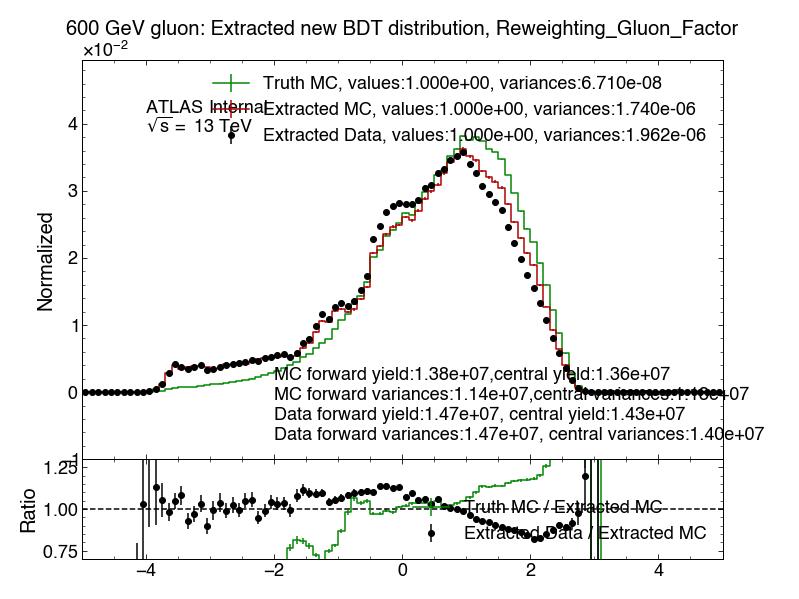 600 GeV gluon: Extracted new BDT distribution, Reweighting_Gluon_Factor
×10⁻²
Truth MC, values:1.000e+00, variances:6.710e-08
ATLAS Internal
Extracted MC, values:1.000e+00, variances:1.740e-06
√s = 13 TeV
Extracted Data, values:1.000e+00, variances:1.962e-06
4
3
2
1
0
Normalized
MC forward yield:1.38e+07,central yield:1.36e+07
MC forward variances:1.14e+07,central
Data forward yield:1.47e+07, central yield:1.43e+07
Data forward variances:1.47e+07, central variances:1.40e+07
1.25
1.00
0.75
Ratio
Truth MC / Extracted MC
Extracted Data / Extracted MC
−4 −2 0 2 4